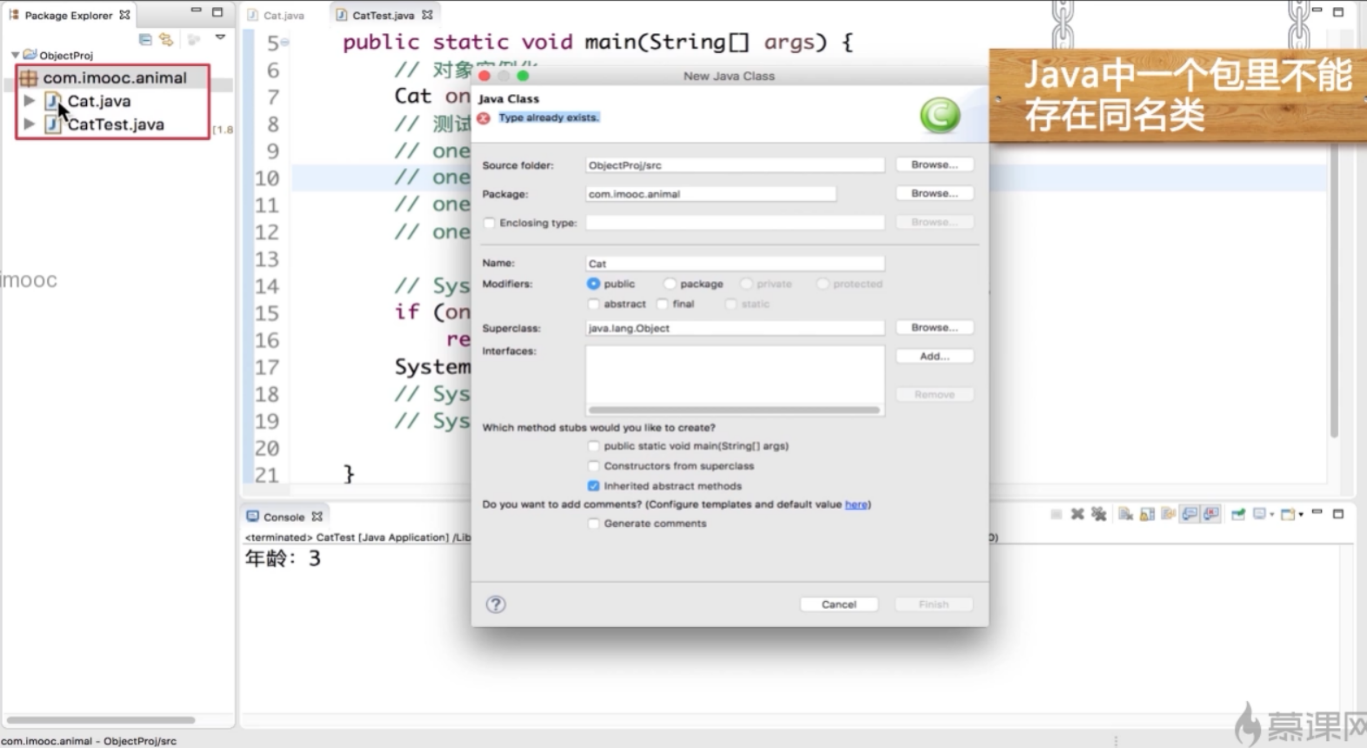 Package Explorer
ObjectProj
com.imooc.animal
Cat.java
CatTest.java
[1.8
imooc
Cat.java
CatTest.java
5 public static void main(String[] args) {
6 // 对象实例化
7 Cat on
8 // 测试
9 // one
10 // one
11 // one
12 // one
13
14 // Sys
15 if (on
16 re
17 System
18 // Sys
19 // Sys
20
21 }
New Java Class
Java Class
Type already exists.
Source folder: ObjectProj/src Browse...
Package: com.imooc.animal Browse...
Enclosing type: Browse...
Name: Cat
Modifiers: public package private protected
abstract final static
Superclass: java.lang.Object Browse...
Interfaces: Add...
Remove
Which method stubs would you like to create?
public static void main(String[] args)
Constructors from superclass
Inherited abstract methods
Do you want to add comments? (Configure templates and default value here)
Generate comments
? Cancel Finish
Java中一个包里不能
存在同名类
Console
<terminated> CatTest [Java Application] /Lib
年龄：3
慕课网
com.imooc.animal - ObjectProj/src